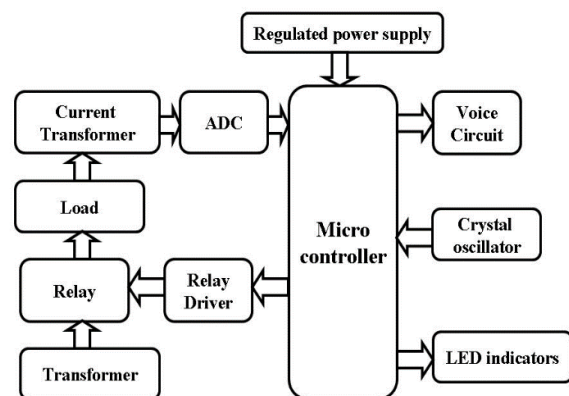 Regulated power supply
Current
Transformer
ADC
Voice
Circuit
Load
Micro
controller
Crystal
oscillator
Relay
Relay
Driver
Transformer
LED indicators